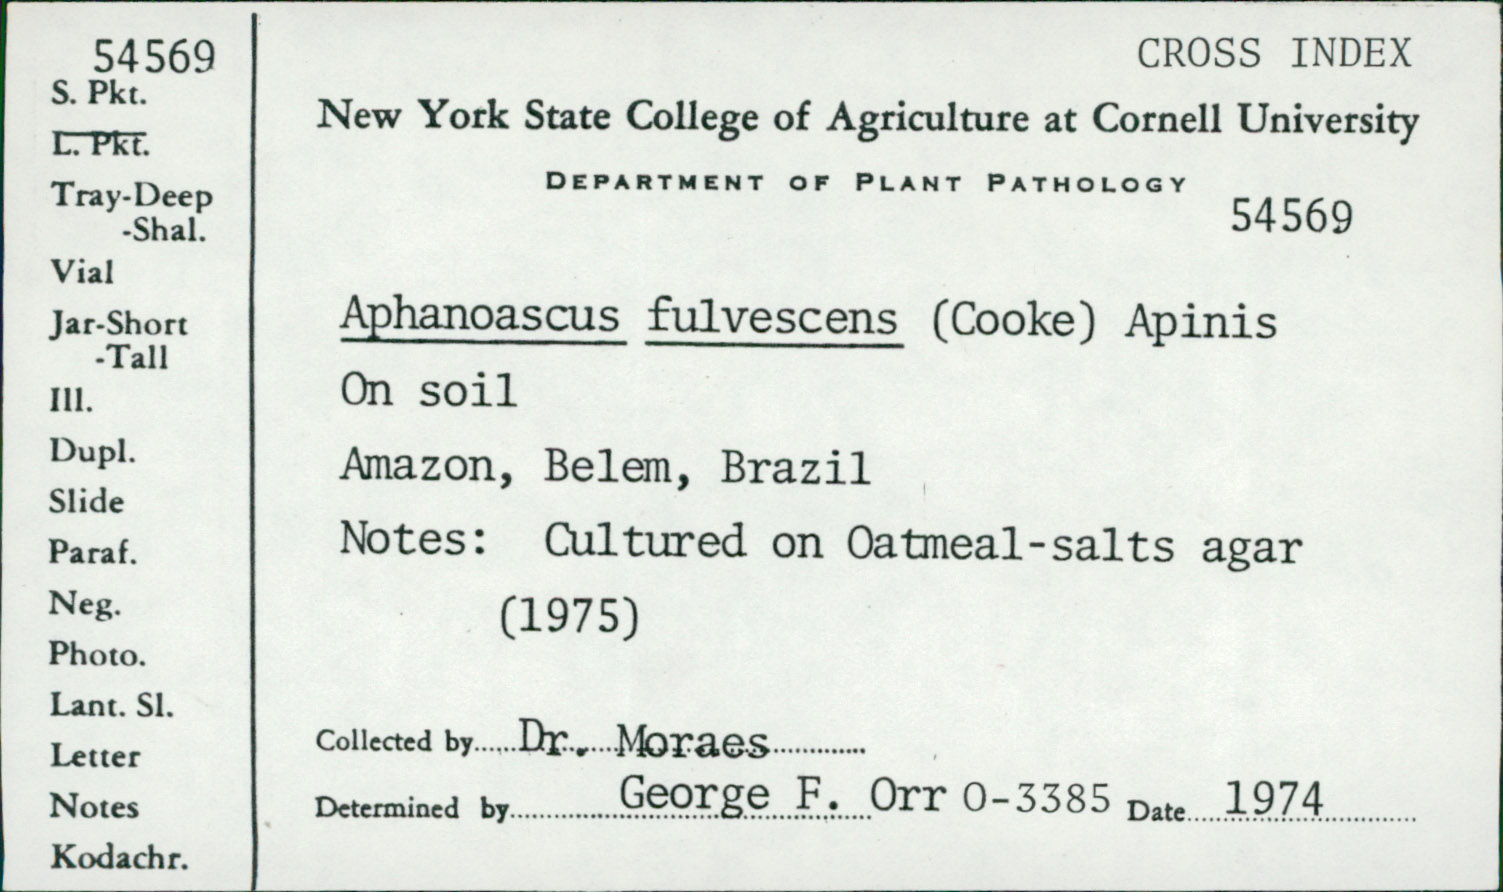 54569
S. Pkt.
L. Pkt.
Tray-Deep
-Shal.
Vial
Jar-Short
-Tall
Ill.
Dupl.
Slide
Paraf.
Neg.
Photo.
Lant. Sl.
Letter
Notes
Kodachr.
CROSS INDEX
New York State College of Agriculture at Cornell University
DEPARTMENT OF PLANT PATHOLOGY
54569
Aphanoascus fulvescens (Cooke) Apinis
On soil
Amazon, Belem, Brazil
Notes: Cultured on Oatmeal-salts agar
(1975)
Collected by Dr. Moraes
Determined by George F. Orr O-3385 Date 1974